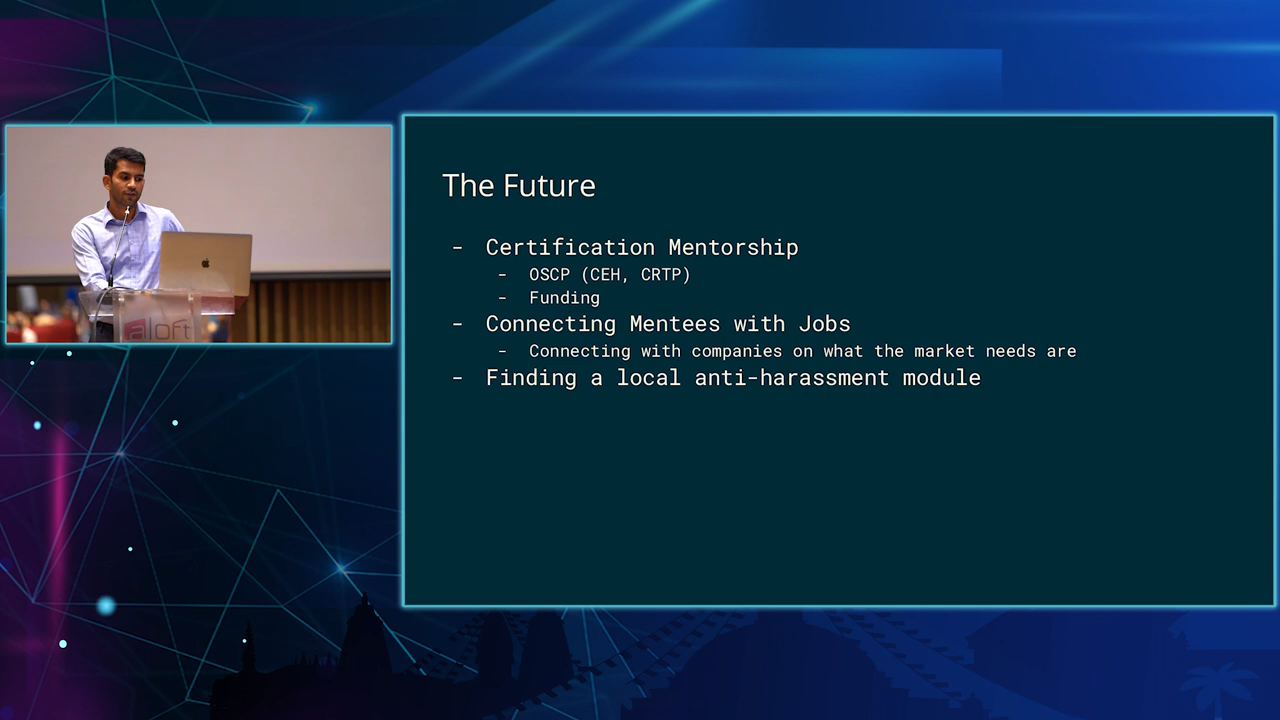 aloft
The Future
- Certification Mentorship
- OSCP (CEH, CRTP)
- Funding
- Connecting Mentees with Jobs
- Connecting with companies on what the market needs are
- Finding a local anti-harassment module